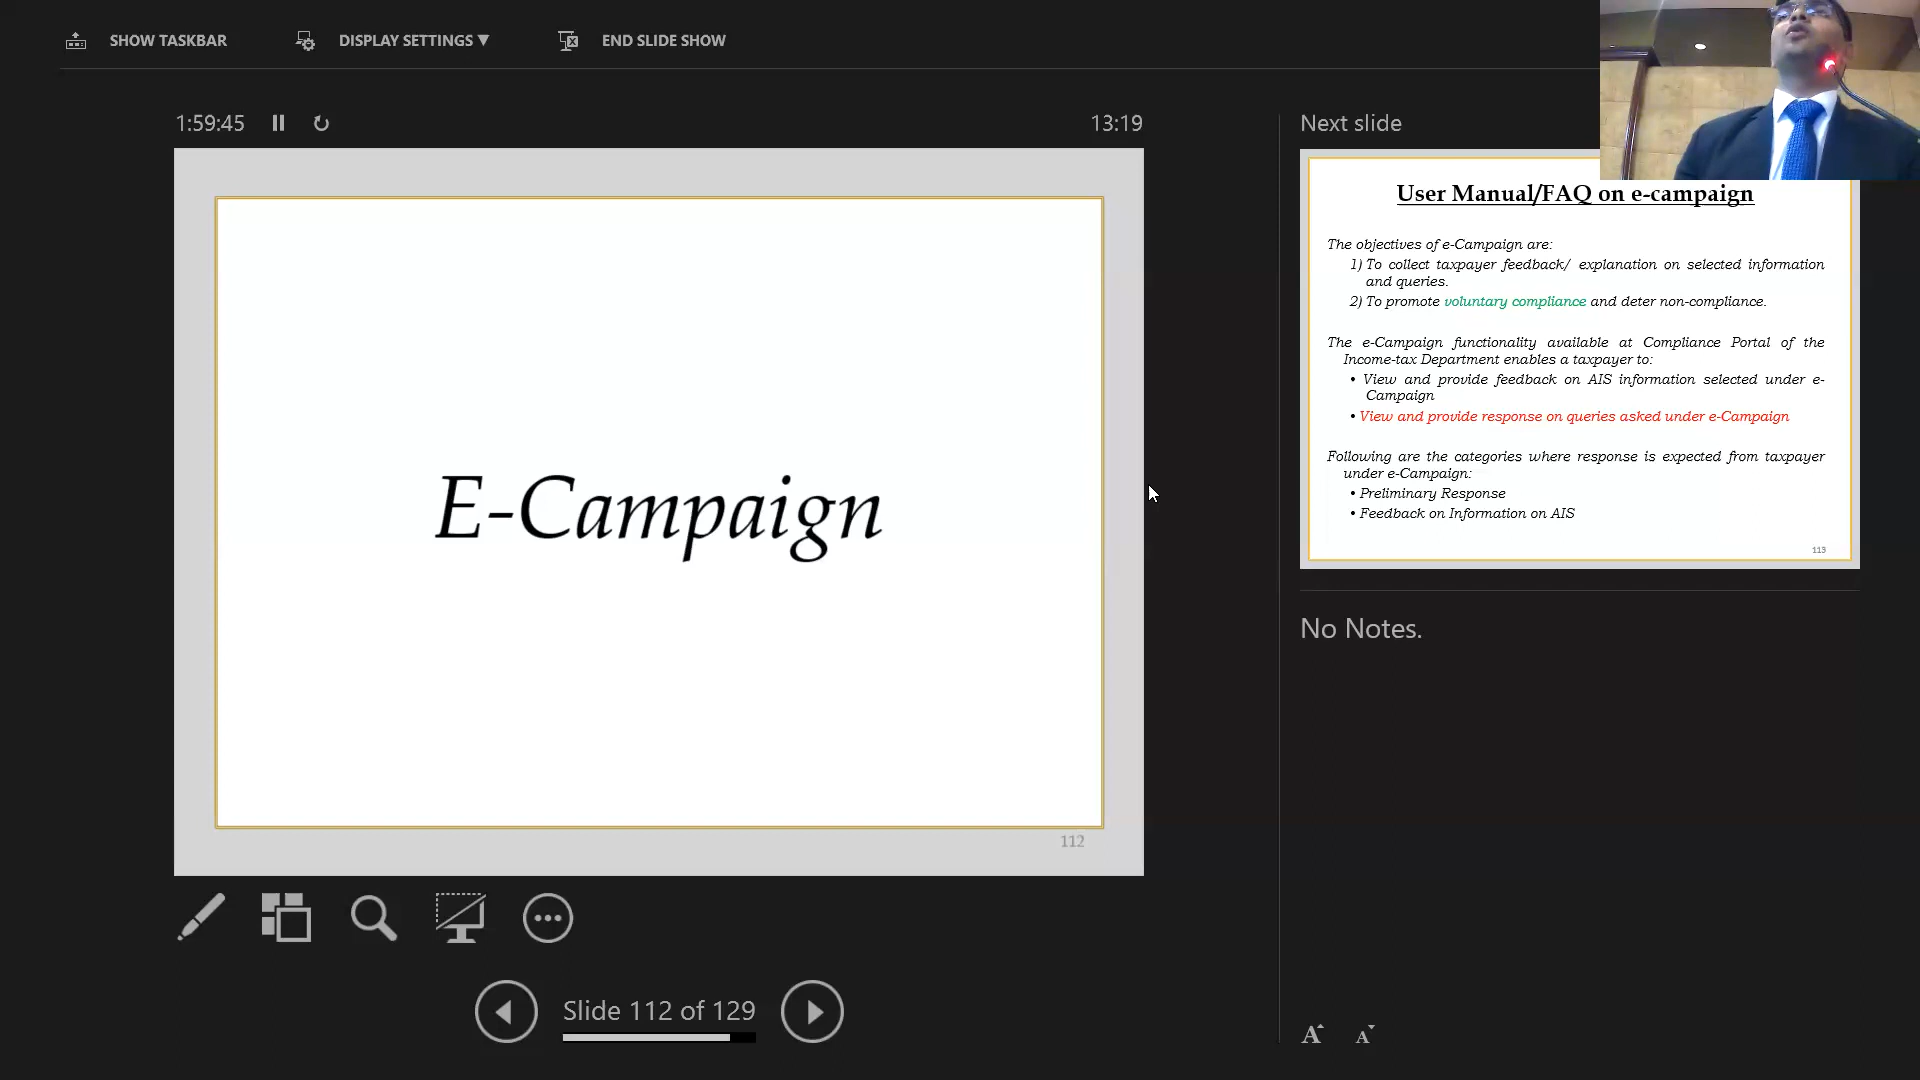 SHOW TASKBAR
DISPLAY SETTINGS ▼
END SLIDE SHOW
1:59:45
13:19
E-Campaign
112
Slide 112 of 129
Next slide
User Manual/FAQ on e-campaign
The objectives of e-Campaign are:
1) To collect taxpayer feedback/ explanation on selected information
and queries.
2) To promote voluntary compliance and deter non-compliance.
The e-Campaign functionality available at Compliance Portal of the
Income-tax Department enables a taxpayer to:
• View and provide feedback on AIS information selected under e-
Campaign
• View and provide response on queries asked under e-Campaign
Following are the categories where response is expected from taxpayer
under e-Campaign:
• Preliminary Response
• Feedback on Information on AIS
113
No Notes.
A A